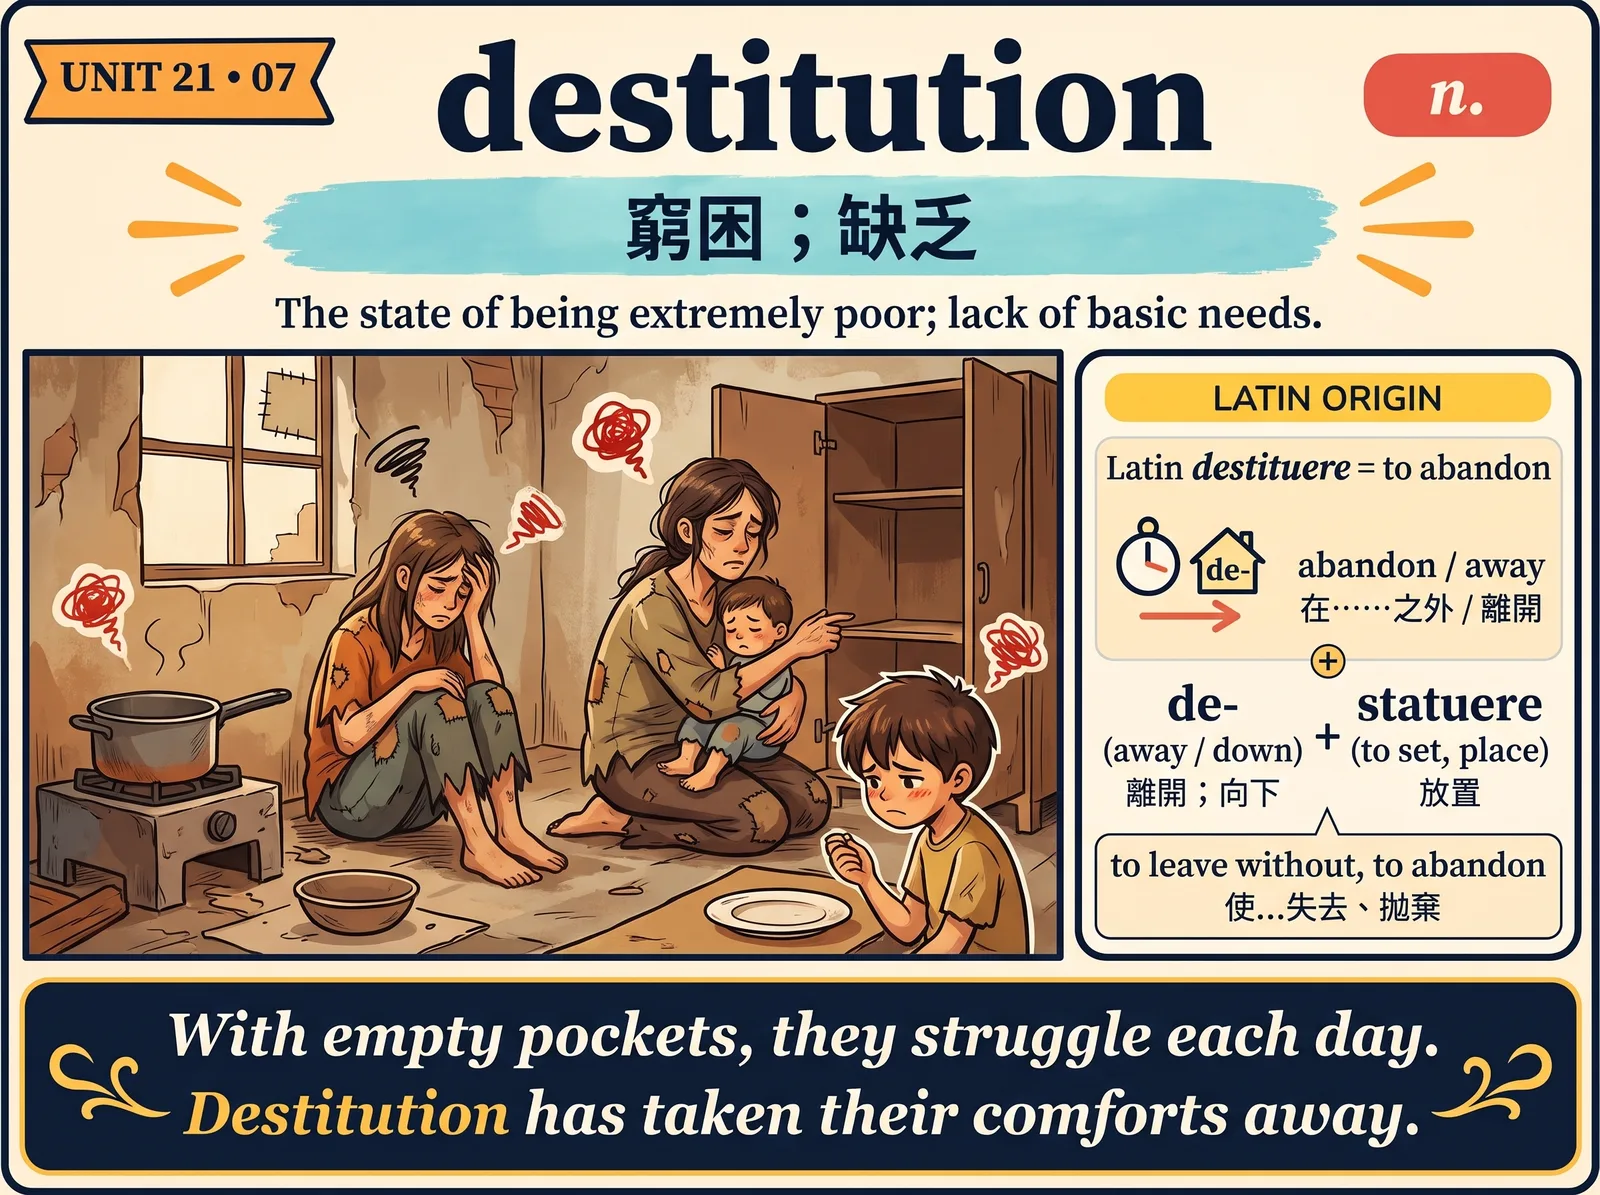 UNIT 21 • 07
destitution
n.
窮困；缺乏
The state of being extremely poor; lack of basic needs.
LATIN ORIGIN
Latin destituere = to abandon
de-
abandon / away
在⋯⋯之外 / 離開
+
de-
(away / down)
離開；向下
+
statuere
(to set, place)
放置
to leave without, to abandon
使...失去、拋棄
With empty pockets, they struggle each day.
Destitution has taken their comforts away.